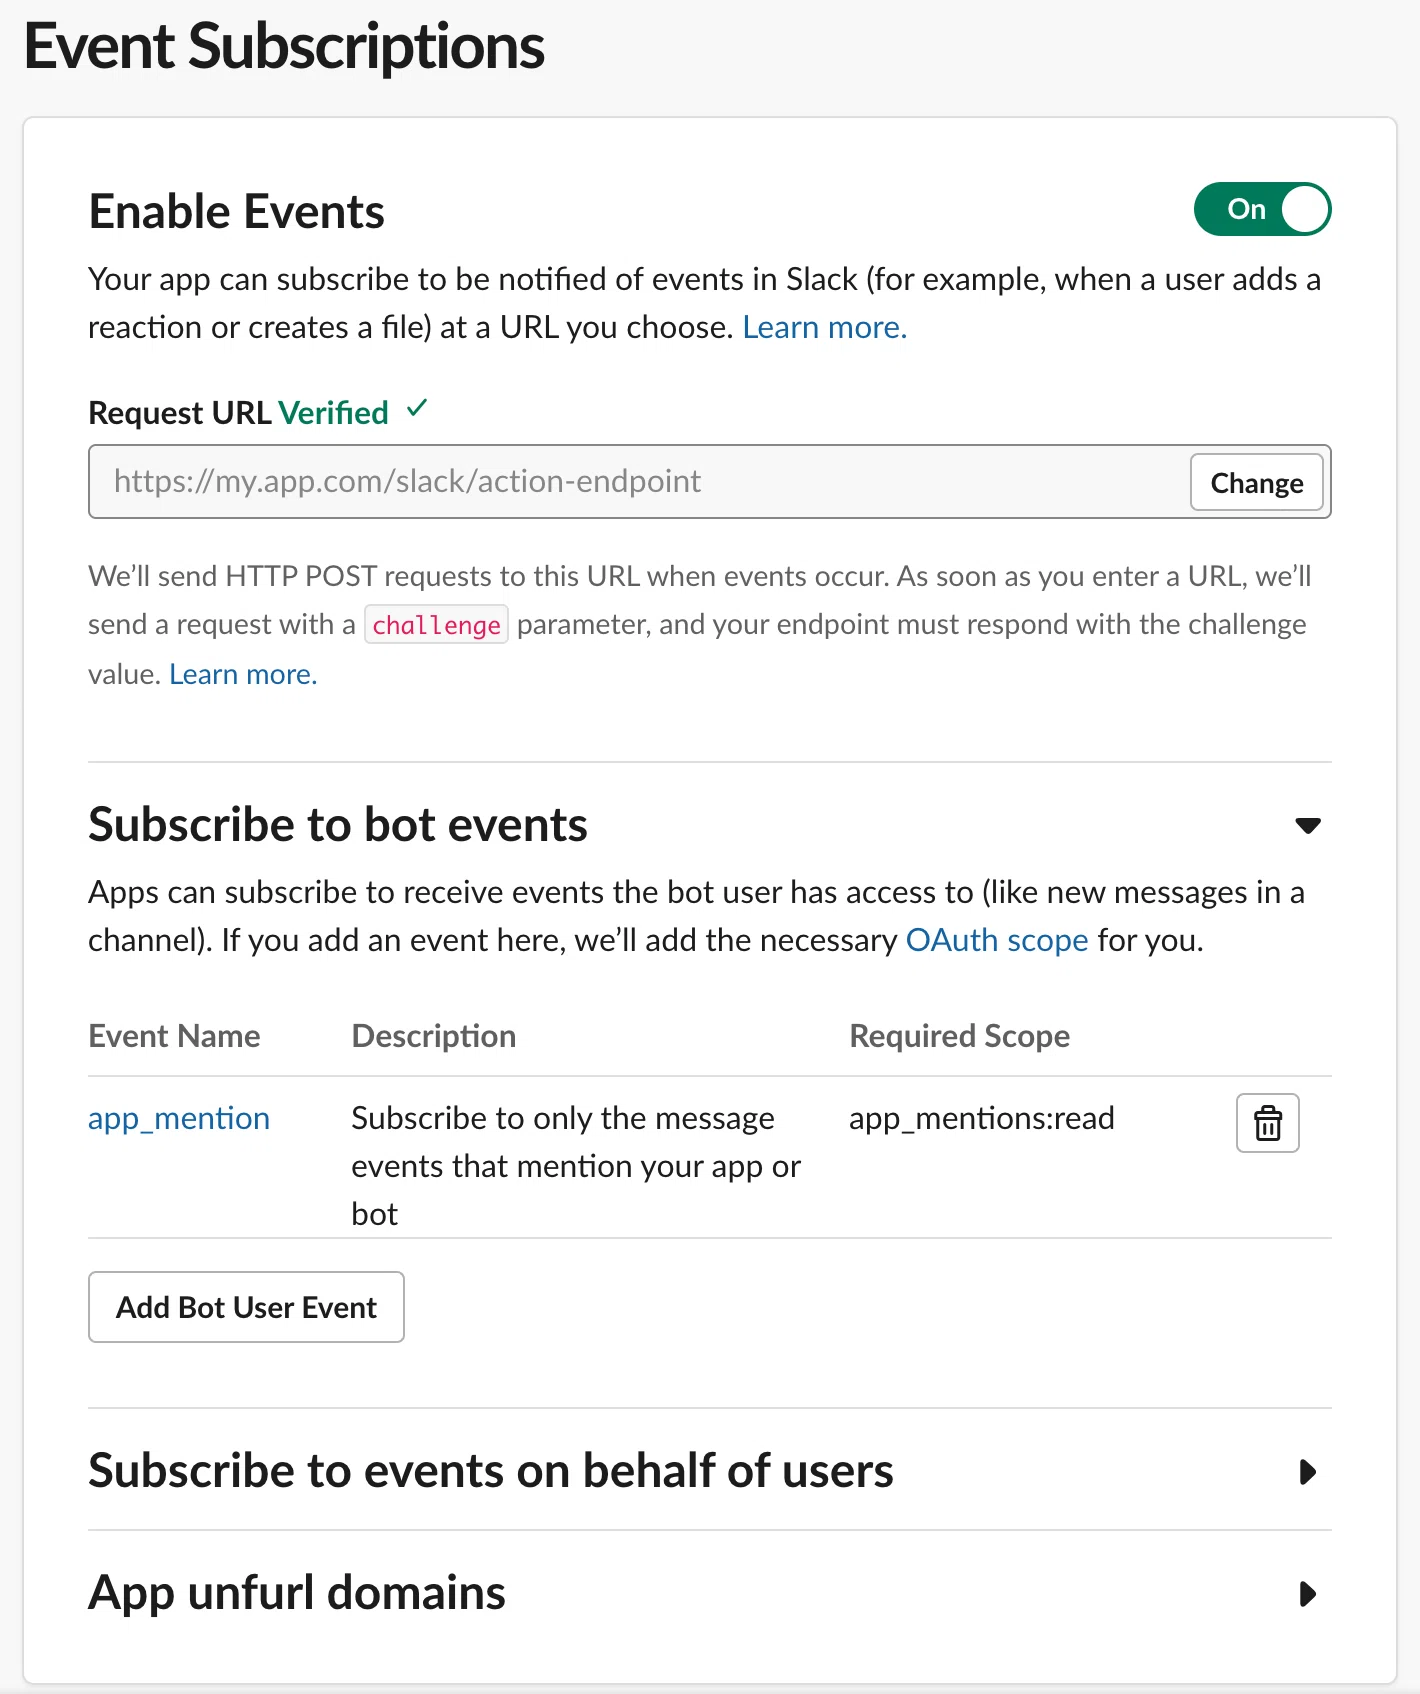 Event Subscriptions
Enable Events
On
Your app can subscribe to be notified of events in Slack (for example, when a user adds a
reaction or creates a file) at a URL you choose. Learn more.
Request URL Verified ✓
https://my.app.com/slack/action-endpoint
Change
We’ll send HTTP POST requests to this URL when events occur. As soon as you enter a URL, we’ll
send a request with a challenge parameter, and your endpoint must respond with the challenge
value. Learn more.
Subscribe to bot events
Apps can subscribe to receive events the bot user has access to (like new messages in a
channel). If you add an event here, we’ll add the necessary OAuth scope for you.
Event Name Description Required Scope
app_mention Subscribe to only the message app_mentions:read
events that mention your app or
bot
Add Bot User Event
Subscribe to events on behalf of users
App unfurl domains